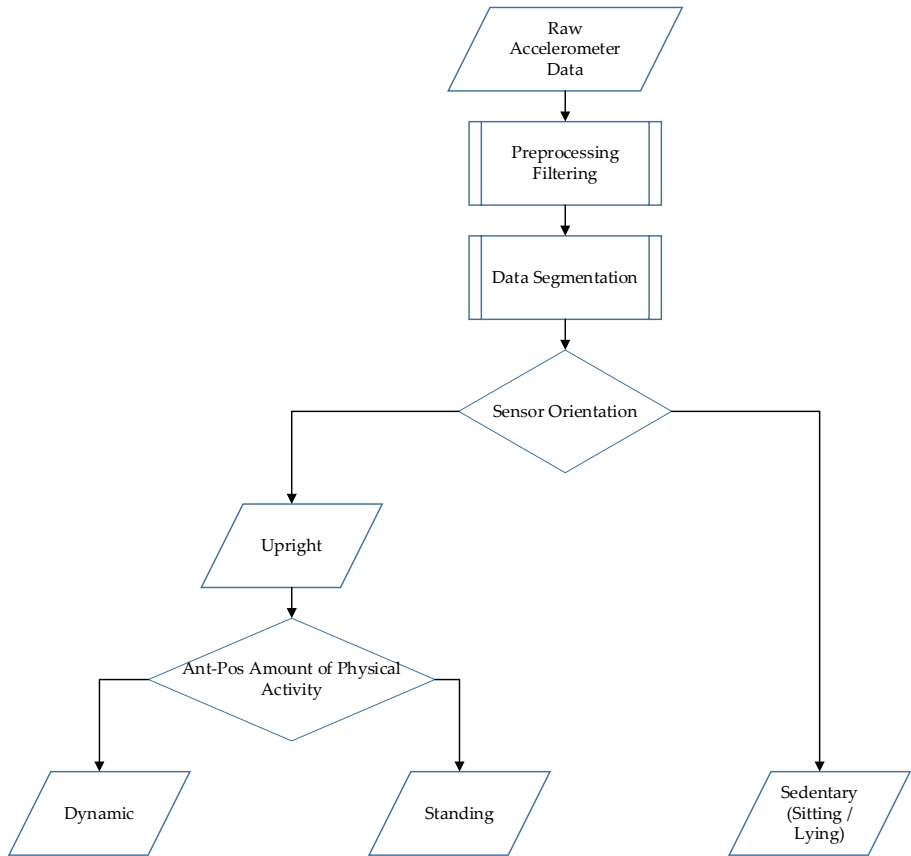 Raw
Accelerometer
Data
Preprocessing
Filtering
Data Segmentation
Sensor Orientation
Upright
Ant-Pos Amount of Physical
Activity
Dynamic
Standing
Sedentary
(Sitting /
Lying)